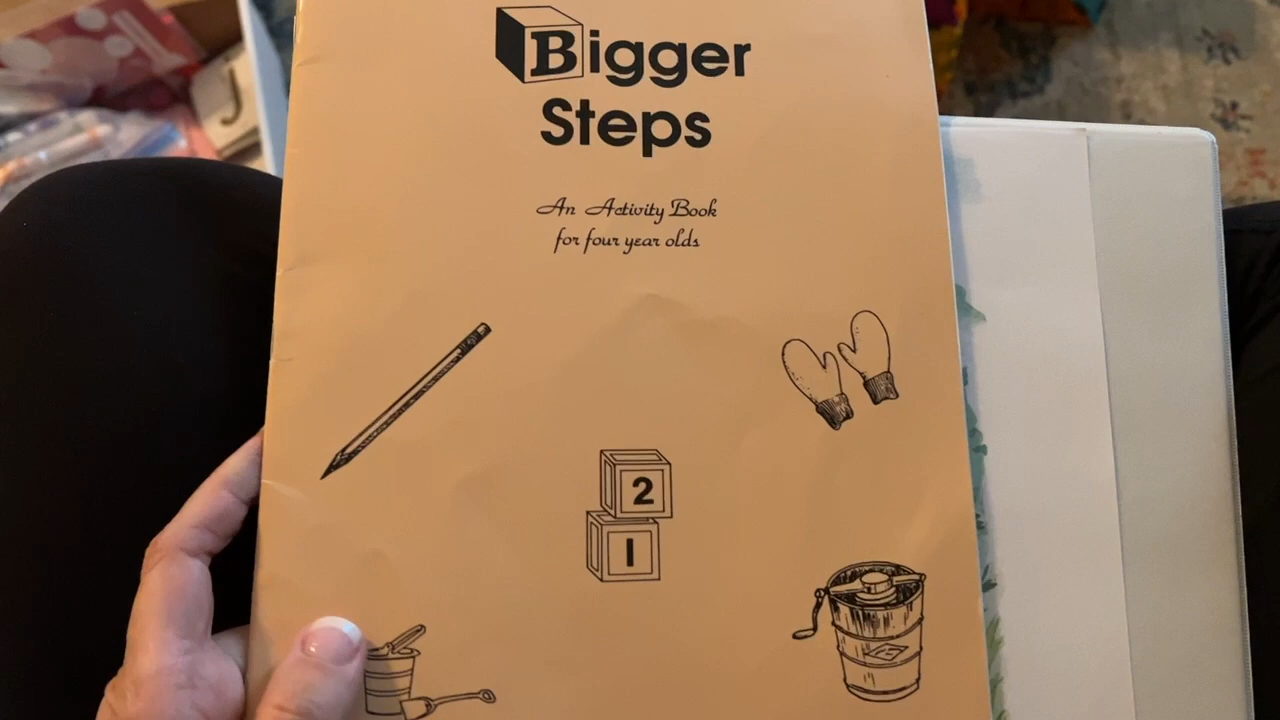 Bigger
Steps
An Activity Book
for four year olds
2
1
J